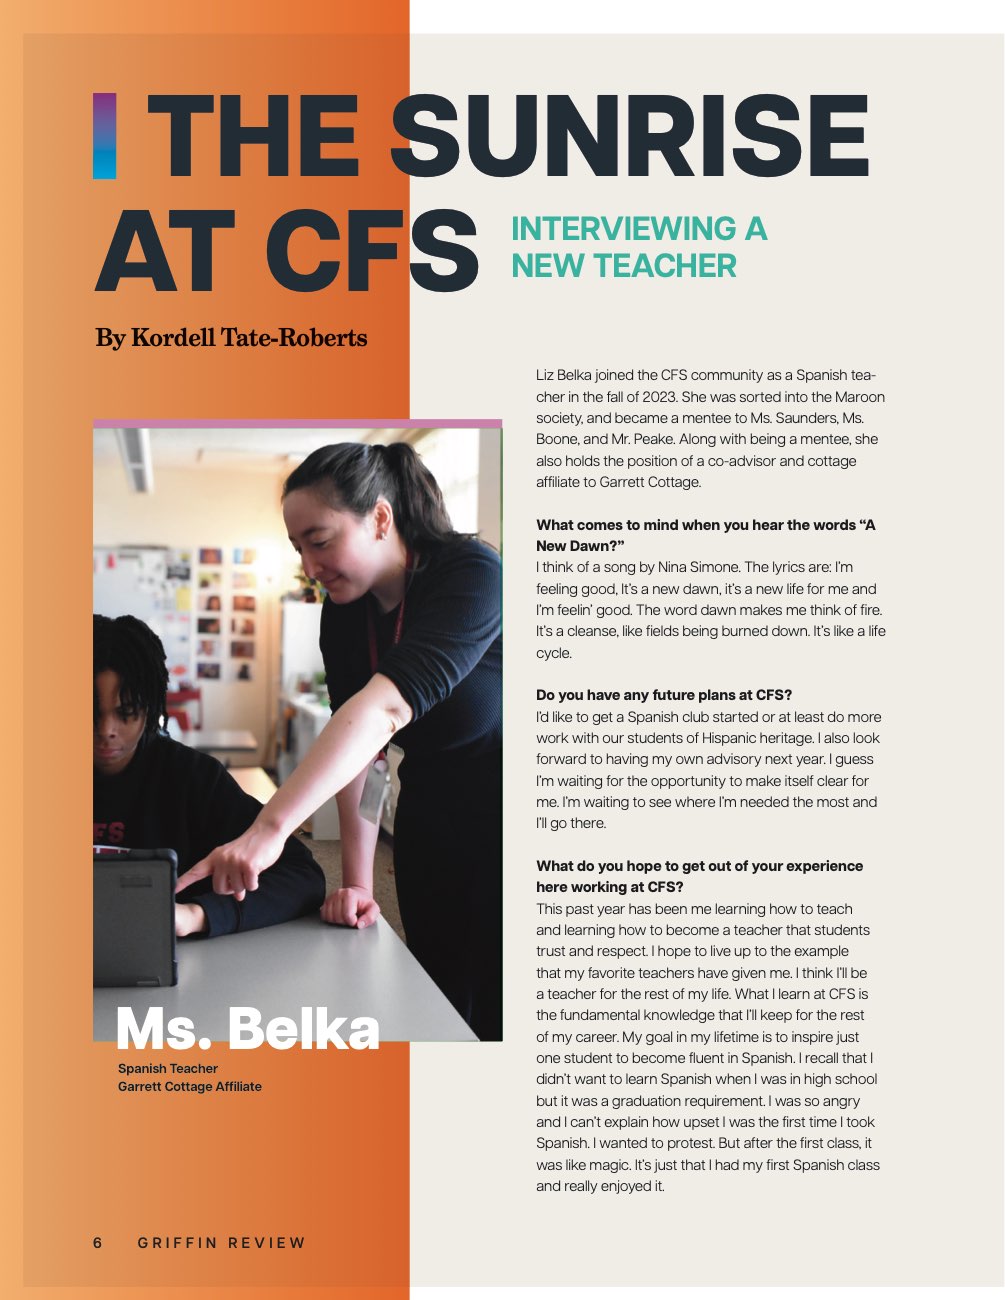 THE SUNRISE
AT CFS
INTERVIEWING A
NEW TEACHER
By Kordell Tate-Roberts
Liz Belka joined the CFS community as a Spanish tea-
cher in the fall of 2023. She was sorted into the Maroon
society, and became a mentee to Ms. Saunders, Ms.
Boone, and Mr. Peake. Along with being a mentee, she
also holds the position of a co-advisor and cottage
affiliate to Garrett Cottage.
What comes to mind when you hear the words “A
New Dawn?”
I think of a song by Nina Simone. The lyrics are: I’m
feeling good, It’s a new dawn, it’s a new life for me and
I’m feelin’ good. The word dawn makes me think of fire.
It’s a cleanse, like fields being burned down. It’s like a life
cycle.
Do you have any future plans at CFS?
I’d like to get a Spanish club started or at least do more
work with our students of Hispanic heritage. I also look
forward to having my own advisory next year. I guess
I’m waiting for the opportunity to make itself clear for
me. I’m waiting to see where I’m needed the most and
I’ll go there.
What do you hope to get out of your experience
here working at CFS?
This past year has been me learning how to teach
and learning how to become a teacher that students
trust and respect. I hope to live up to the example
that my favorite teachers have given me. I think I’ll be
a teacher for the rest of my life. What I learn at CFS is
the fundamental knowledge that I’ll keep for the rest
of my career. My goal in my lifetime is to inspire just
one student to become fluent in Spanish. I recall that I
didn’t want to learn Spanish when I was in high school
but it was a graduation requirement. I was so angry
and I can’t explain how upset I was the first time I took
Spanish. I wanted to protest. But after the first class, it
was like magic. It’s just that I had my first Spanish class
and really enjoyed it.
Ms. Belka
Spanish Teacher
Garrett Cottage Affiliate
6 GRIFFIN REVIEW